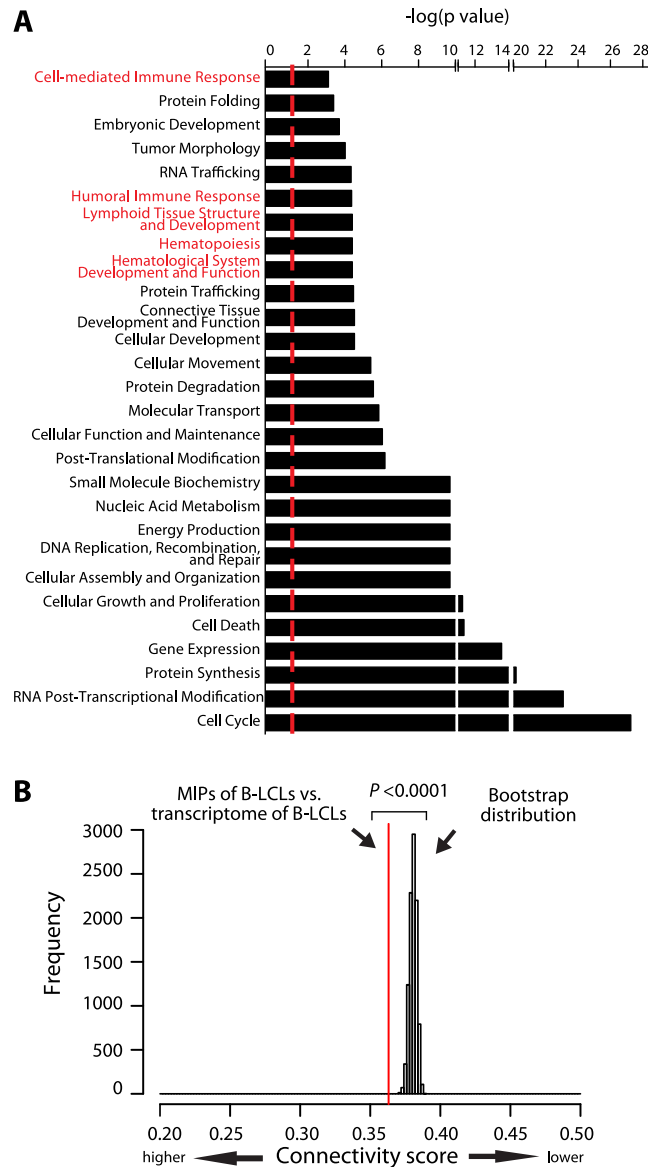 A
-log(p value)
0 2 4 6 8 10 12 14 20 22 24 26 28
Cell-mediated Immune Response
Protein Folding
Embryonic Development
Tumor Morphology
RNA Trafficking
Humoral Immune Response
Lymphoid Tissue Structure
and Development
Hematopoiesis
Hematological System
Development and Function
Protein Trafficking
Connective Tissue
Development and Function
Cellular Development
Cellular Movement
Protein Degradation
Molecular Transport
Cellular Function and Maintenance
Post-Translational Modification
Small Molecule Biochemistry
Nucleic Acid Metabolism
Energy Production
DNA Replication, Recombination,
and Repair
Cellular Assembly and Organization
Cellular Growth and Proliferation
Cell Death
Gene Expression
Protein Synthesis
RNA Post-Transcriptional Modification
Cell Cycle
B
MIPs of B-LCLs vs.
transcriptome of B-LCLs
P <0.0001
Bootstrap
distribution
Frequency
3000
2500
2000
1500
1000
500
0
0.20 0.25 0.30 0.35 0.40 0.45 0.50
higher Connectivity score lower